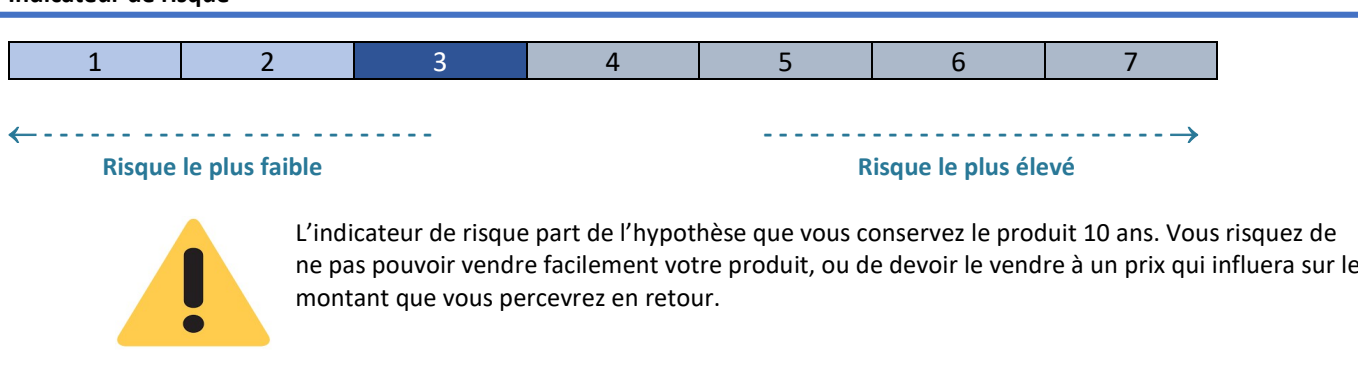 Indicateur de risque
1 2 3 4 5 6 7
Risque le plus faible Risque le plus élevé
L’indicateur de risque part de l’hypothèse que vous conservez le produit 10 ans. Vous risquez de
ne pas pouvoir vendre facilement votre produit, ou de devoir le vendre à un prix qui influera sur le
montant que vous percevrez en retour.